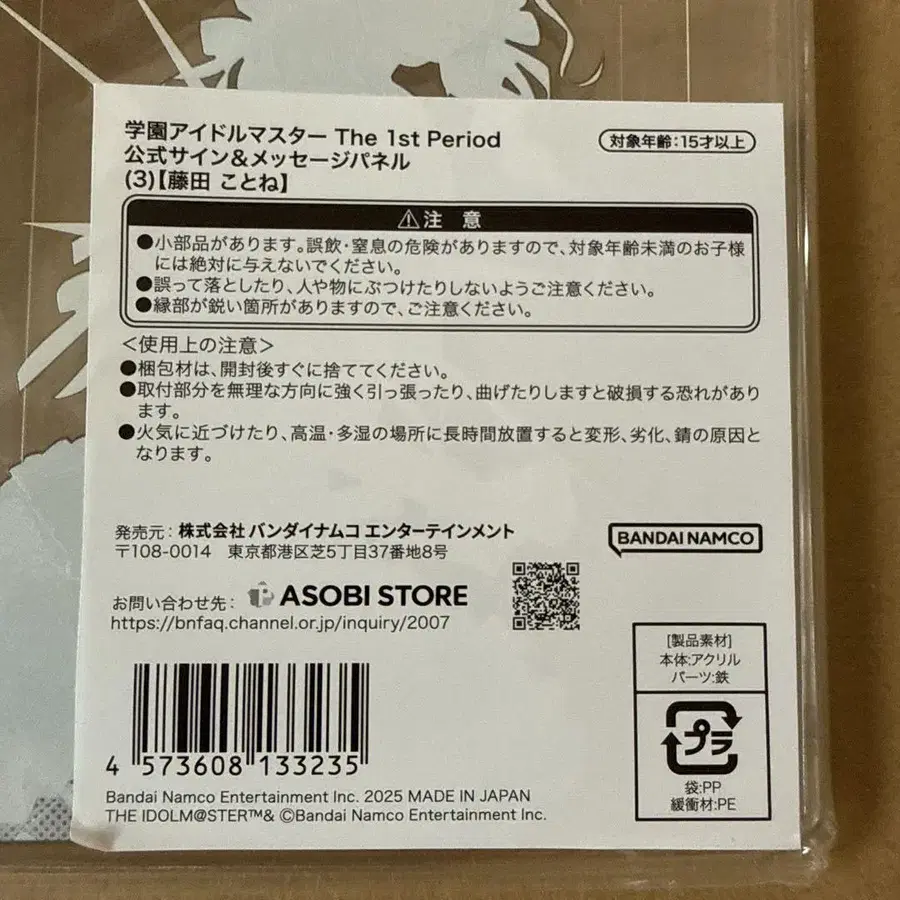 学園アイドルマスター The 1st Period
公式サイン&メッセージパネル
(3)【藤田 ことね】
対象年齢:15才以上
⚠注 意
●小部品があります。誤飲・窒息の危険がありますので、対象年齢未満のお子様
には絶対に与えないでください。
●誤って落としたり、人や物にぶつけたりしないようご注意ください。
●縁部が鋭い箇所がありますので、ご注意ください。
<使用上の注意>
●梱包材は、開封後すぐに捨ててください。
●取付部分を無理な方向に強く引っ張ったり、曲げたりしますと破損する恐れがあり
ます。
●火気に近づけたり、高温・多湿の場所に長時間放置すると変形、劣化、錆の原因と
なります。
発売元: 株式会社 バンダイナムコ エンターテインメント
〒108-0014 東京都港区芝5丁目37番地8号
BANDAI NAMCO
お問い合わせ先: ASOBI STORE
https://bnfaq.channel.or.jp/inquiry/2007
[製品素材]
本体:アクリル
パーツ:鉄
プラ
袋:PP
緩衝材:PE
4 573608 133235
Bandai Namco Entertainment Inc. 2025 MADE IN JAPAN
THE IDOLM@STER™& ©Bandai Namco Entertainment Inc.